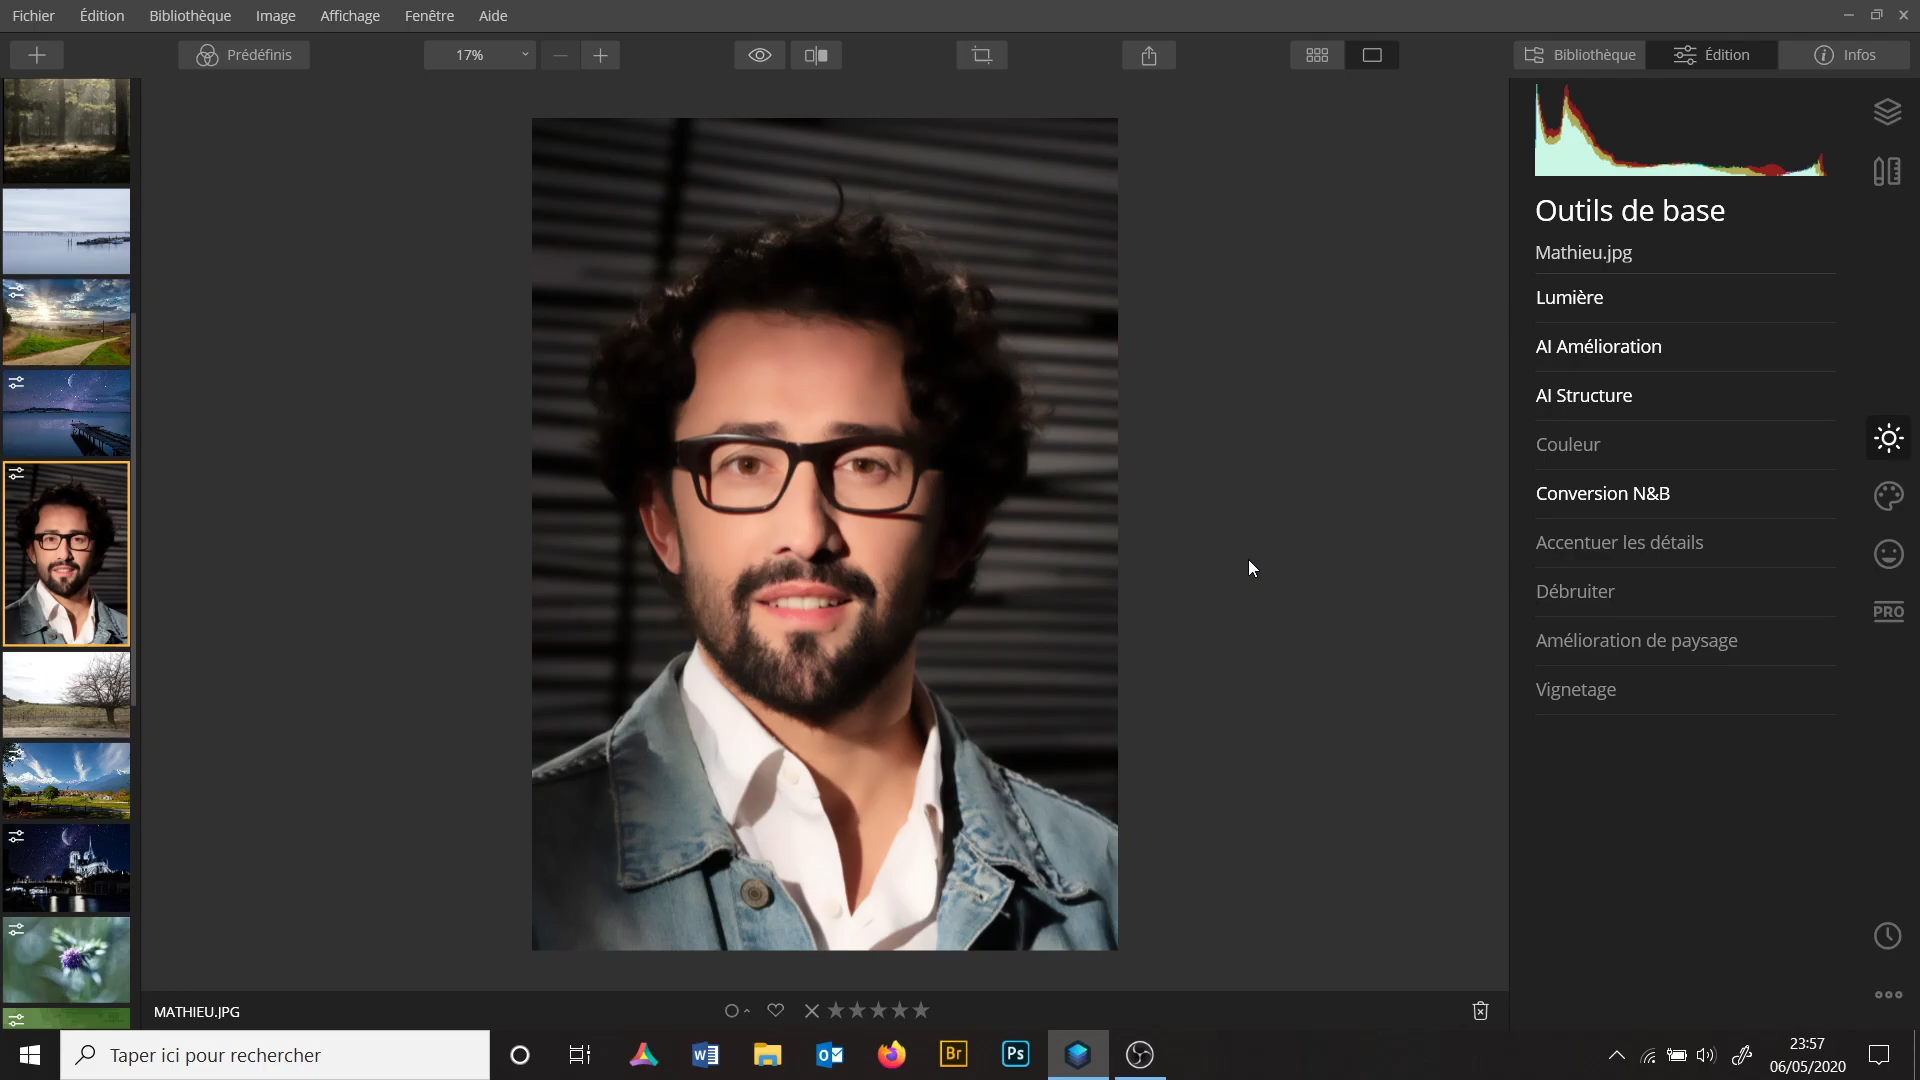 Fichier Édition Bibliothèque Image Affichage Fenêtre Aide
Prédéfinis 17% Bibliothèque Édition Infos
Outils de base
Mathieu.jpg
Lumière
AI Amélioration
AI Structure
Couleur
Conversion N&B
Accentuer les détails
Débruiter
PRO
Amélioration de paysage
Vignetage
MATHIEU.JPG
Taper ici pour rechercher
Br
Ps
23:57
06/05/2020